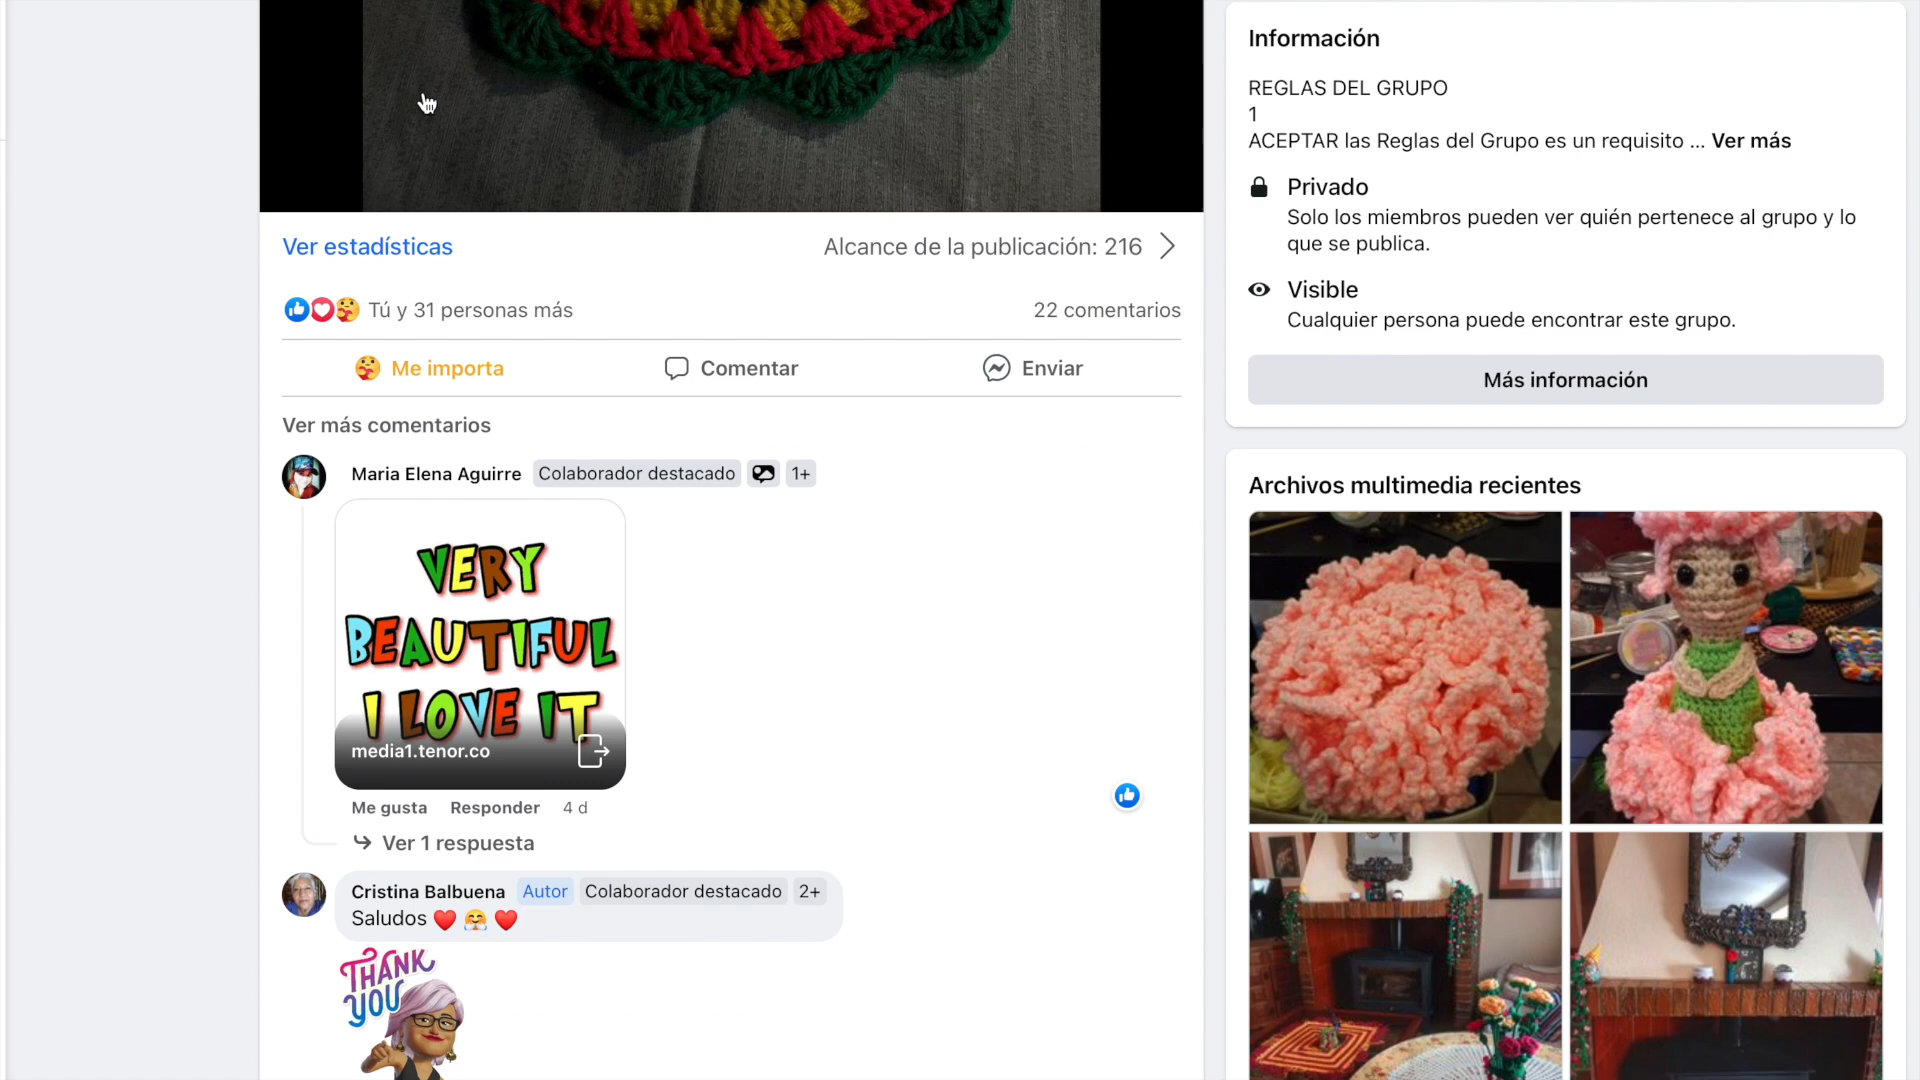 Ver estadísticas
Alcance de la publicación: 216
Tú y 31 personas más
22 comentarios
Me importa
Comentar
Enviar
Ver más comentarios
Maria Elena Aguirre Colaborador destacado 1+
VERY
BEAUTIFUL
I LOVE IT
media1.tenor.co
Me gusta Responder 4 d
Ver 1 respuesta
Cristina Balbuena Autor Colaborador destacado 2+
Saludos ❤️ 🤗 ❤️
THANK
YOU
Información
REGLAS DEL GRUPO
1
ACEPTAR las Reglas del Grupo es un requisito ... Ver más
Privado
Solo los miembros pueden ver quién pertenece al grupo y lo
que se publica.
Visible
Cualquier persona puede encontrar este grupo.
Más información
Archivos multimedia recientes